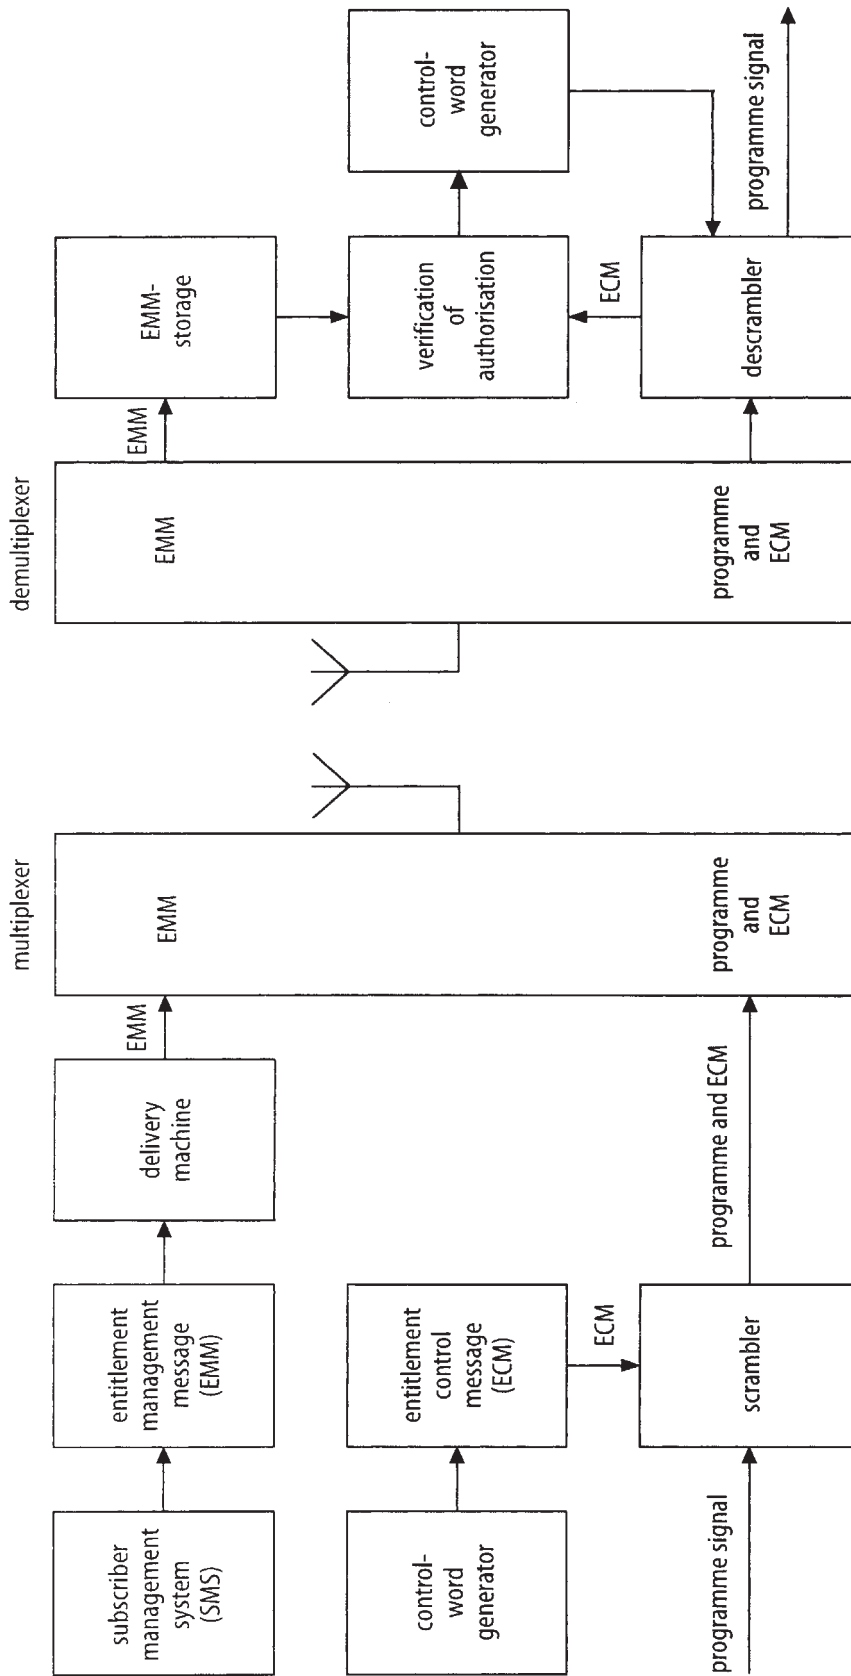 subscriber
management
system
(SMS)
entitlement
management
message
(EMM)
delivery
machine
EMM
multiplexer
EMM
demultiplexer
EMM
EMM
EMM-
storage
control-
word
generator
entitlement
control
message
(ECM)
ECM
verification
of
authorisation
ECM
control-
word
generator
programme signal
scrambler
programme and ECM
programme
and
ECM
programme
and
ECM
descrambler
programme signal